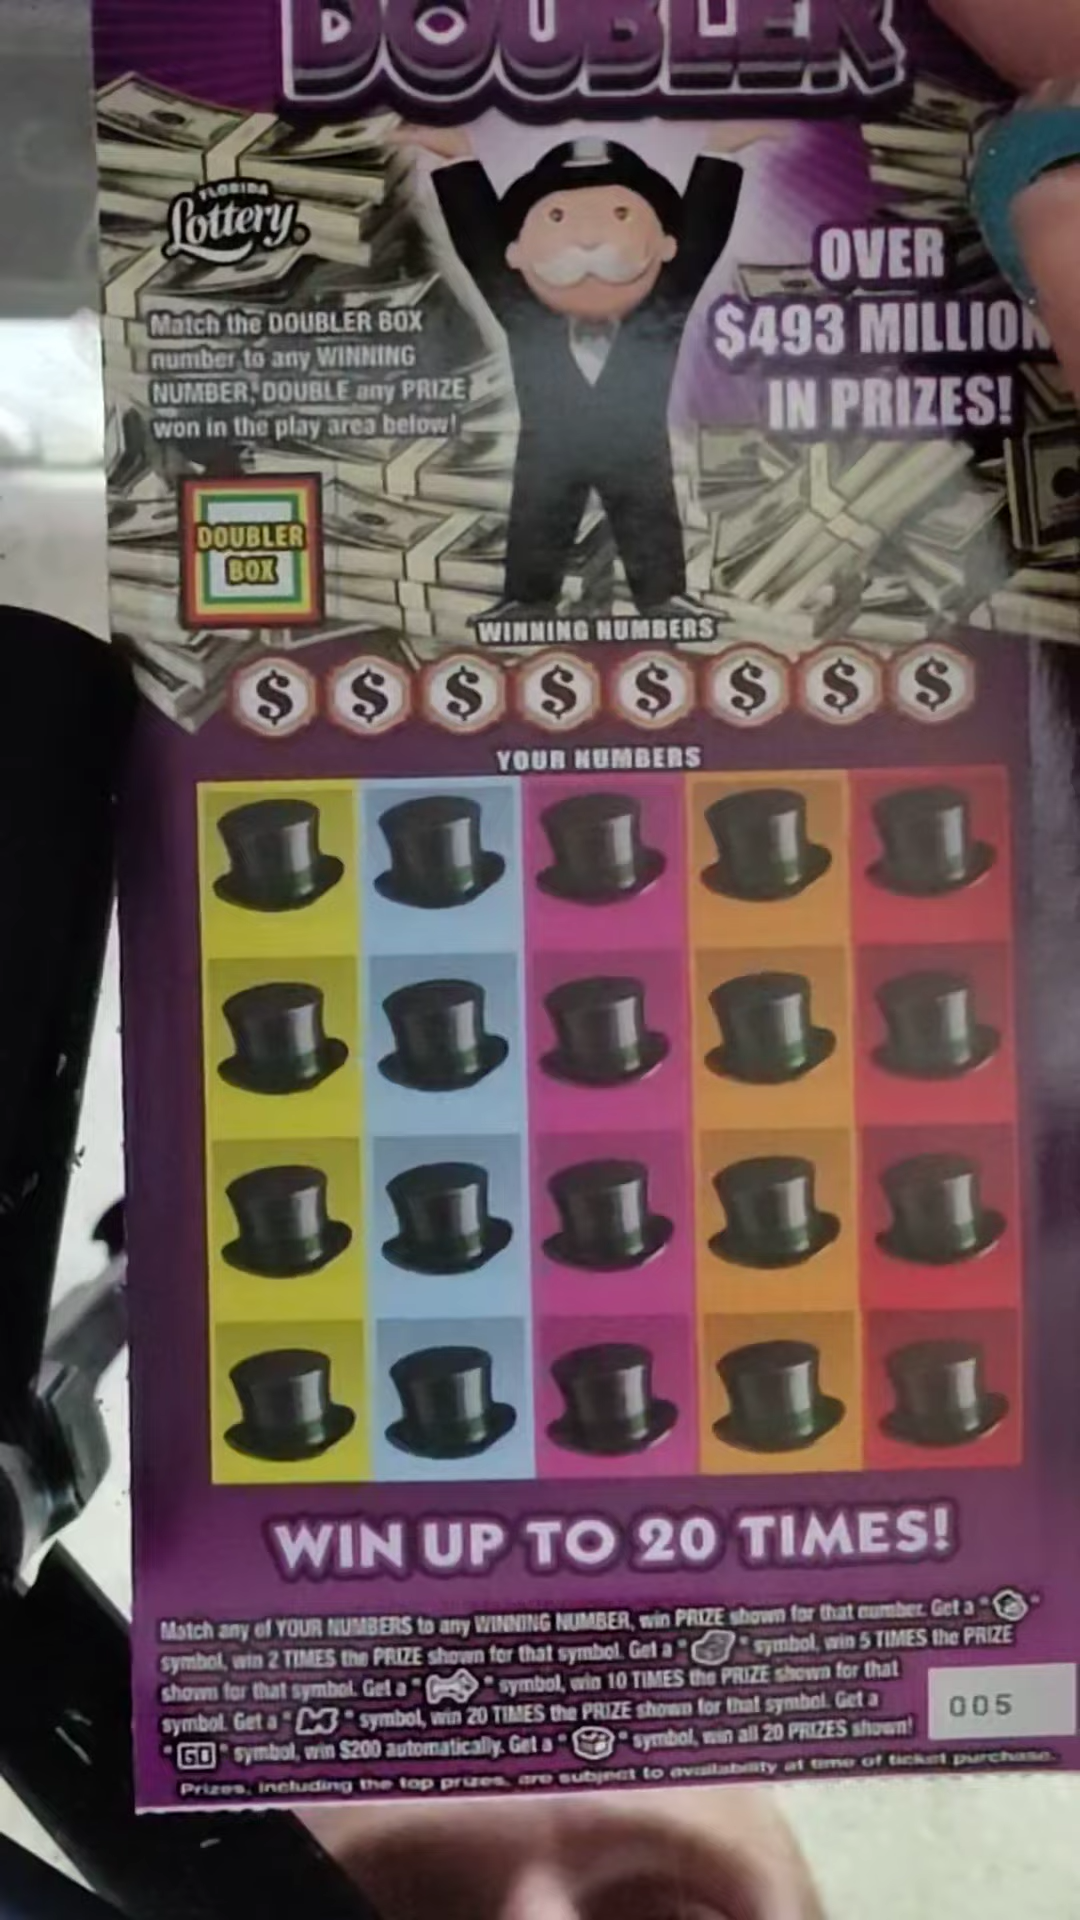 DOUBLER
FLORIDA
Lottery
Match the DOUBLER BOX
number to any WINNING
NUMBER, DOUBLE any PRIZE
won in the play area below!
OVER
$493 MILLION
IN PRIZES!
DOUBLER
BOX
WINNING NUMBERS
$ $ $ $ $ $ $ $
YOUR NUMBERS
WIN UP TO 20 TIMES!
Match any of YOUR NUMBERS to any WINNING NUMBER, win PRIZE shown for that number. Get a " "
symbol, win 2 TIMES the PRIZE shown for that symbol. Get a " " symbol, win 5 TIMES the PRIZE
shown for that symbol. Get a " " symbol, win 10 TIMES the PRIZE shown for that
symbol. Get a " " symbol, win 20 TIMES the PRIZE shown for that symbol. Get a
"GO" symbol, win $200 automatically. Get a " " symbol, win all 20 PRIZES shown!
005
Prizes, including the top prizes, are subject to availability at time of ticket purchase.